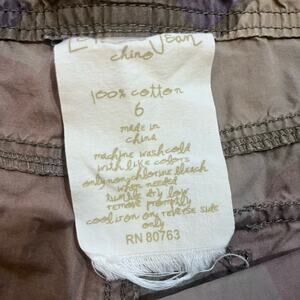 Jean
chino
100% cotton
6
made in
china
machine wash cold
with like colors
only non-chlorine bleach
when needed
tumble dry low
remove promptly
cool iron on reverse side
only
RN 80763